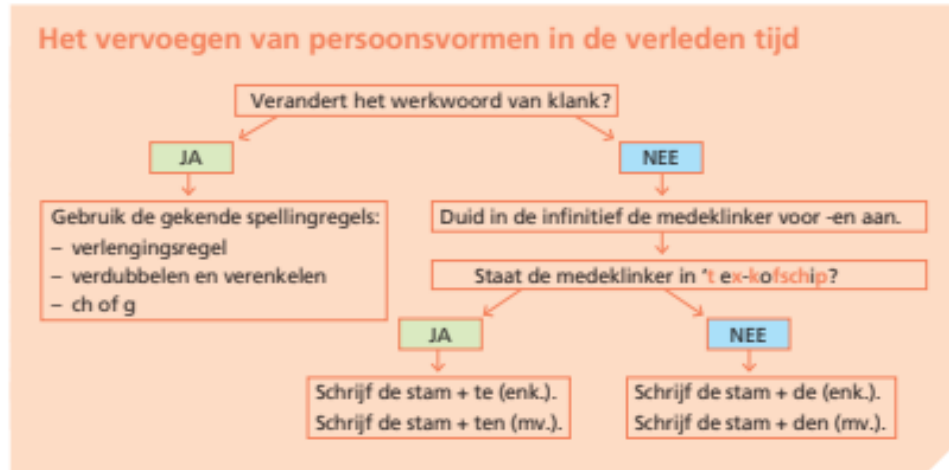 Het vervoegen van persoonsvormen in de verleden tijd
Verandert het werkwoord van klank?
JA
NEE
Gebruik de gekende spellingregels:
– verlengingsregel
– verdubbelen en verenkelen
– ch of g
Duid in de infinitief de medeklinker voor -en aan.
Staat de medeklinker in 't ex-kofschip?
JA
NEE
Schrijf de stam + te (enk.).
Schrijf de stam + ten (mv.).
Schrijf de stam + de (enk.).
Schrijf de stam + den (mv.).